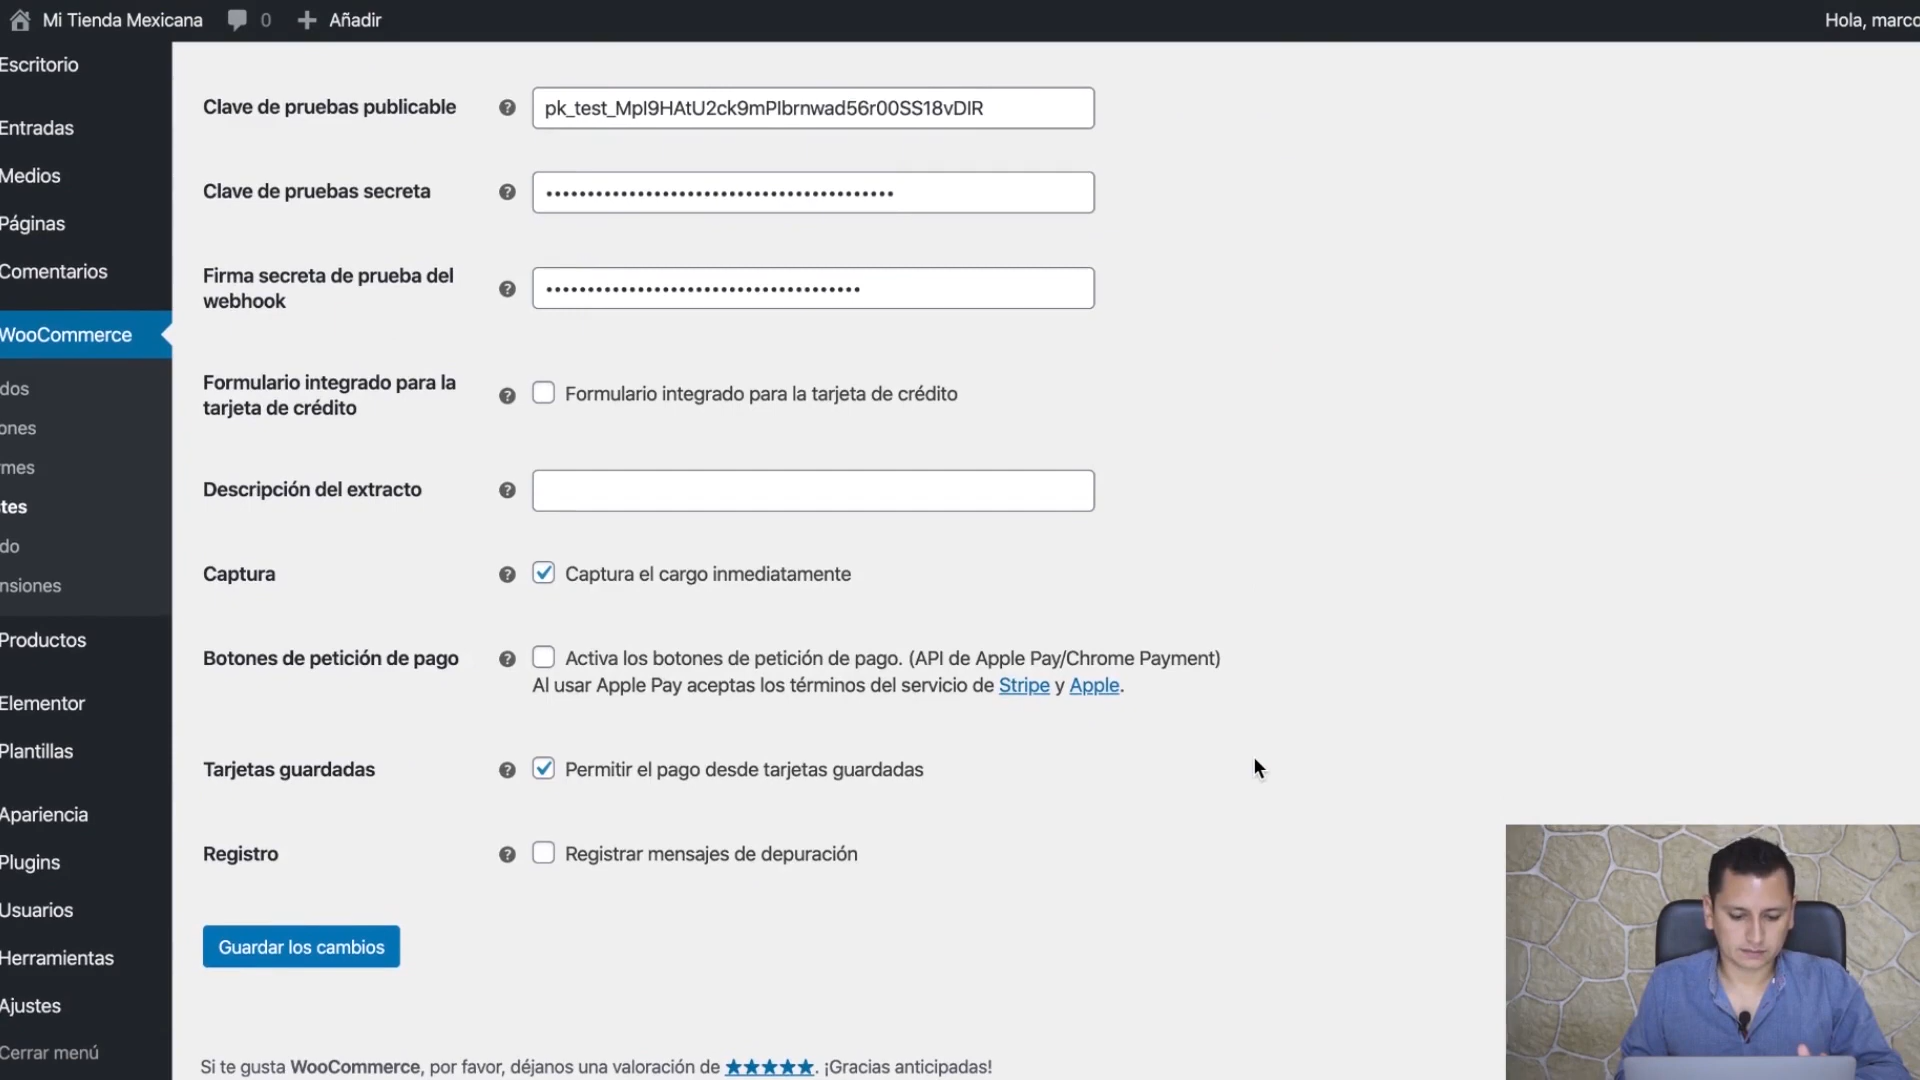 Mi Tienda Mexicana 0 Añadir Hola, marco
Escritorio
Entradas
Medios
Páginas
Comentarios
WooCommerce
dos
ones
rmes
stes
do
nsiones
Productos
Elementor
Plantillas
Apariencia
Plugins
Usuarios
Herramientas
Ajustes
Cerrar menú
Clave de pruebas publicable
pk_test_MpI9HAtU2ck9mPIbrnwad56r00SS18vDIR
Clave de pruebas secreta
Firma secreta de prueba del
webhook
Formulario integrado para la
tarjeta de crédito
Formulario integrado para la tarjeta de crédito
Descripción del extracto
Captura
Captura el cargo inmediatamente
Botones de petición de pago
Activa los botones de petición de pago. (API de Apple Pay/Chrome Payment)
Al usar Apple Pay aceptas los términos del servicio de Stripe y Apple.
Tarjetas guardadas
Permitir el pago desde tarjetas guardadas
Registro
Registrar mensajes de depuración
Guardar los cambios
Si te gusta WooCommerce, por favor, déjanos una valoración de ★★★★★. ¡Gracias anticipadas!